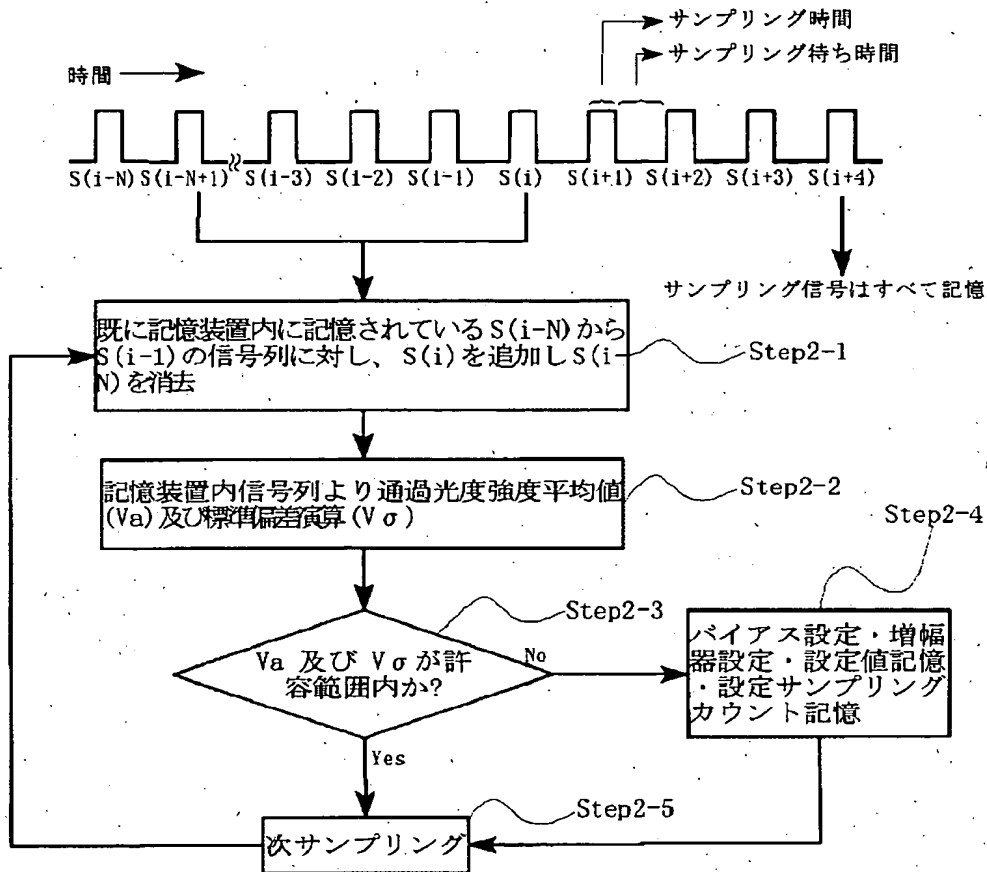 サンプリング時間
サンプリング待ち時間
時間
S(i-N) S(i-N+1) S(i-3) S(i-2) S(i-1) S(i) S(i+1) S(i+2) S(i+3) S(i+4)
サンプリング信号はすべて記憶
既に記憶装置内に記憶されているS(i-N)から
S(i-1)の信号列に対し、S(i)を追加しS(i-
N)を消去
Step2-1
記憶装置内信号列より通過光度強度平均値
(Va)及び標準偏差演算(Vσ)
Step2-2
Step2-4
Step2-3
Va 及び Vσが許
容範囲内か?
No
バイアス設定・増幅
器設定・設定値記憶
・設定サンプリング
カウント記憶
Yes
Step2-5
次サンプリング